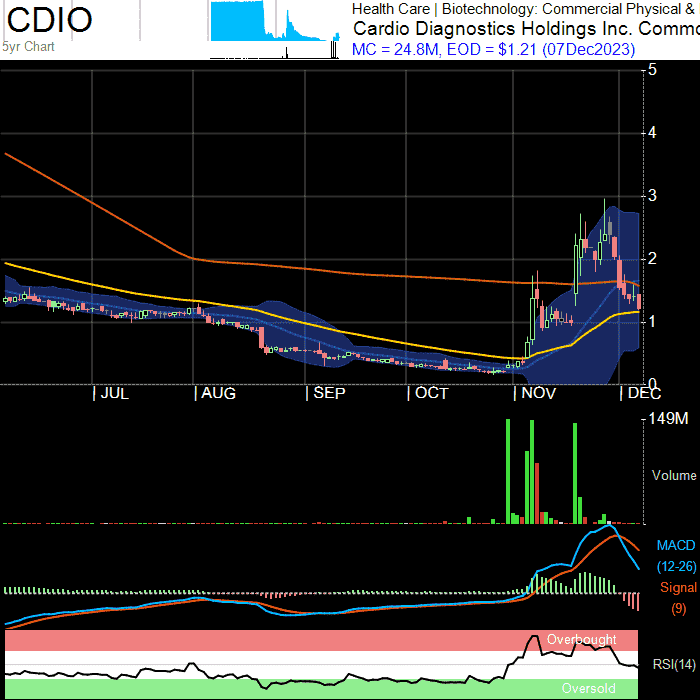 CDIO
5yr Chart
Health Care | Biotechnology: Commercial Physical &
Cardio Diagnostics Holdings Inc. Commo
MC = 24.8M, EOD = $1.21 (07Dec2023)
5
4
3
2
1
0
| JUL | AUG | SEP | OCT | NOV | DEC
149M
Volume
MACD
(12-26)
Signal
(9)
Overbought
RSI(14)
Oversold